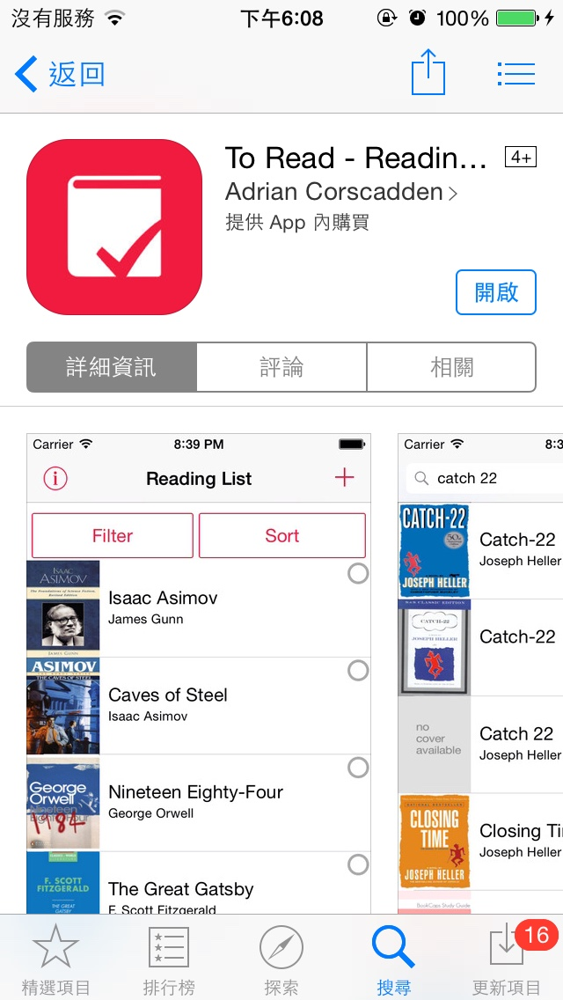 沒有服務
下午6:08
100%
返回
To Read - Readin...
4+
Adrian Corscadden
提供 App 內購買
開啟
詳細資訊
評論
相關
Carrier
8:39 PM
Reading List
Filter
Sort
ISAAC
ASIMOV
Isaac Asimov
James Gunn
JAMES GUNN
ASIMOV
THE CAVES OF STEEL
Caves of Steel
Isaac Asimov
George
Orwell
Nineteen
Eighty-Four
1984
Nineteen Eighty-Four
George Orwell
F. SCOTT
FITZGERALD
THE GREAT
GATSBY
The Great Gatsby
F. Scott Fitzgerald
Carrier
8:3
catch 22
CATCH-22
JOSEPH HELLER
Catch-22
Joseph Heller
CATCH-22
JOSEPH HELLER
Catch-22
no
cover
available
Catch 22
Joseph Heller
CLOSING
TIME
JOSEPH HELLER
Closing Ti
Joseph Heller
BookCaps Study Guide
精選項目
排行榜
探索
搜尋
更新項目
16